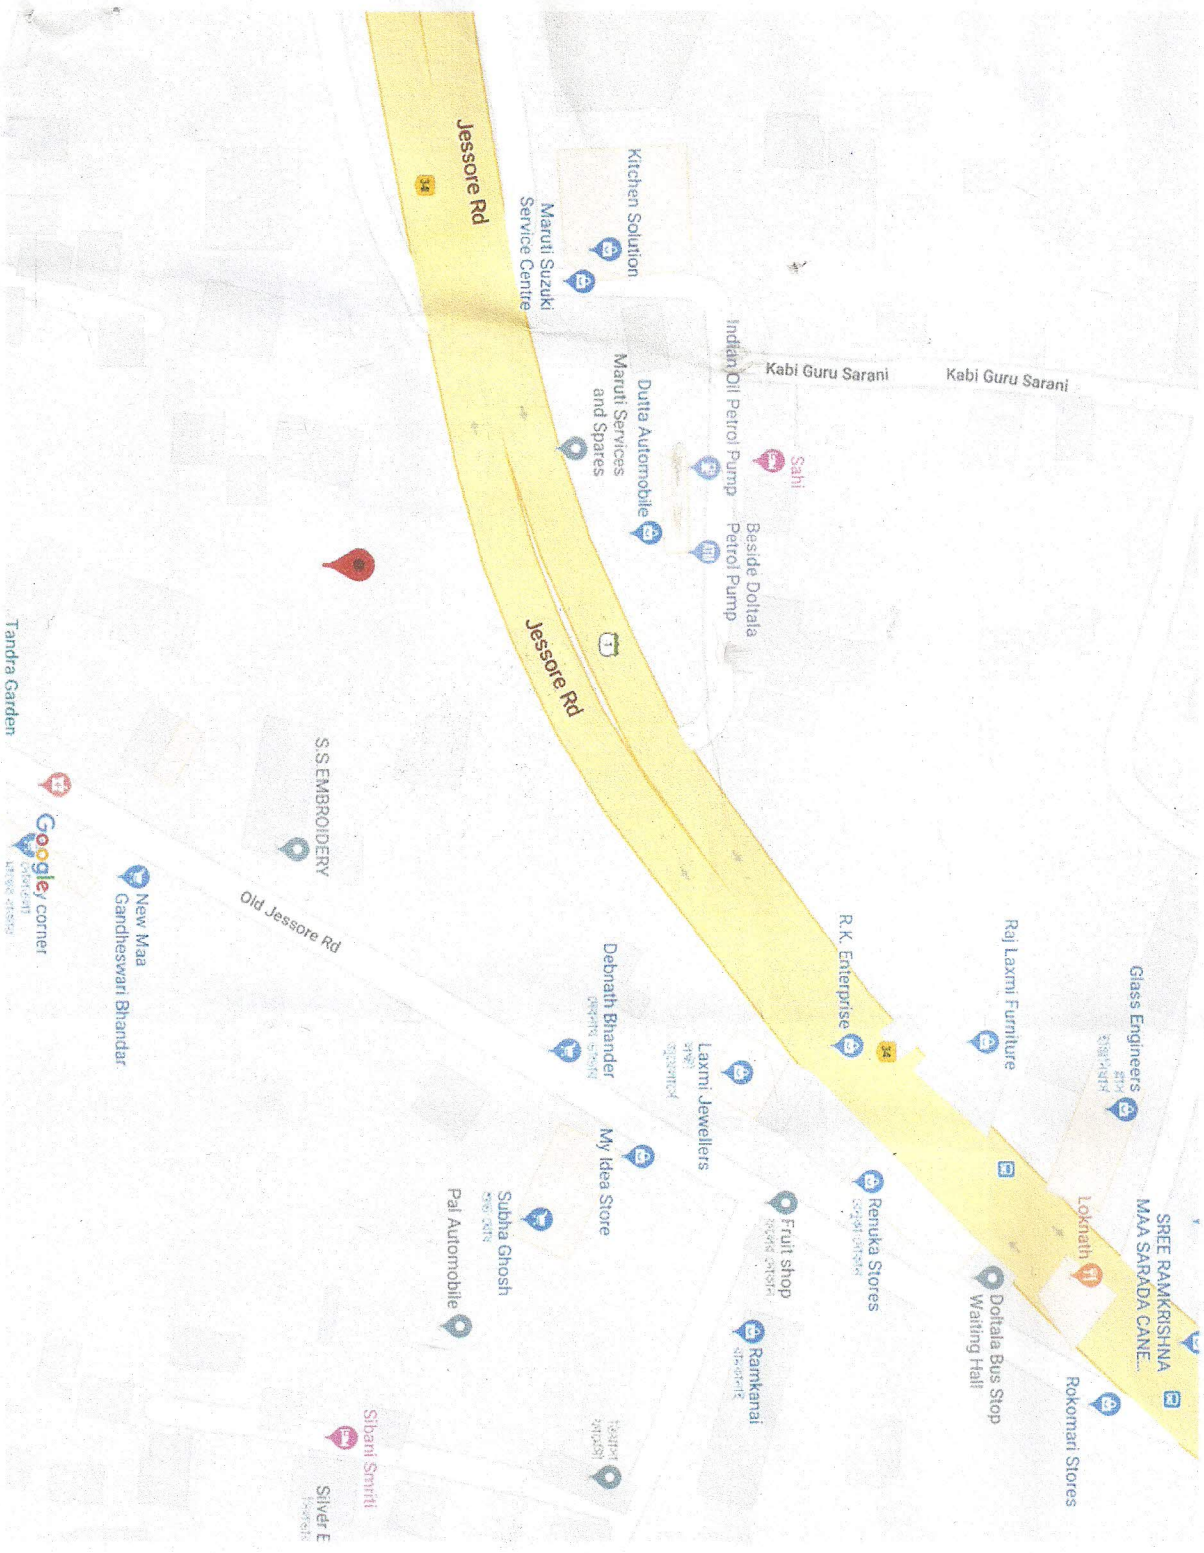 Kabi Guru Sarani
Kabi Guru Sarani
Kitchen Solution
Maruti Suzuki
Service Centre
Jessore Rd
34
Sahi
Indian Oil Petrol Pump
Beside Doltala
Petrol Pump
Dutta Automobile
Maruti Services
and Spares
1
Jessore Rd
Glass Engineers
Raj Laxmi Furniture
R.K. Enterprise
34
SREE RAMKRISHNA
MAA SARADA CANE...
Loknath
Rokomari Stores
Doltala Bus Stop
Waiting Hall
Renuka Stores
Fruit shop
Ramkanai
Laxmi Jewellers
My Idea Store
Debnath Bhander
Subha Ghosh
Pal Automobile
S.S.EMBROIDERY
Old Jessore Rd
Sibani Smriti
Silver E
New Maa
Gandheswari Bhandar
Google
y corner
Tandra Garden